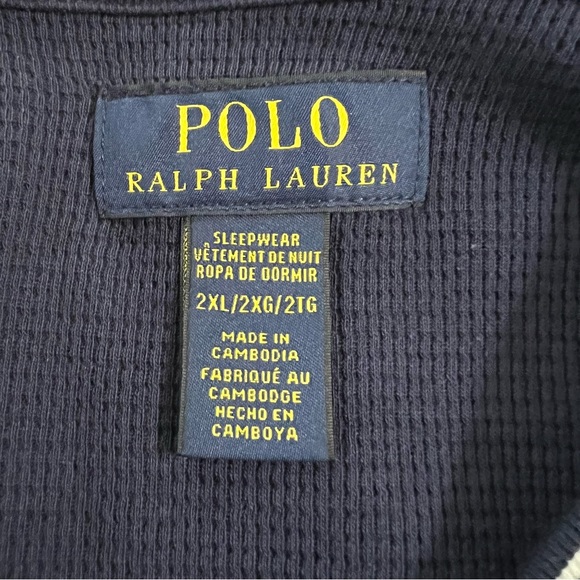 POLO
RALPH LAUREN
SLEEPWEAR
VÊTEMENT DE NUIT
ROPA DE DORMIR
2XL/2XG/2TG
MADE IN
CAMBODIA
FABRIQUÉ AU
CAMBODGE
HECHO EN
CAMBOYA